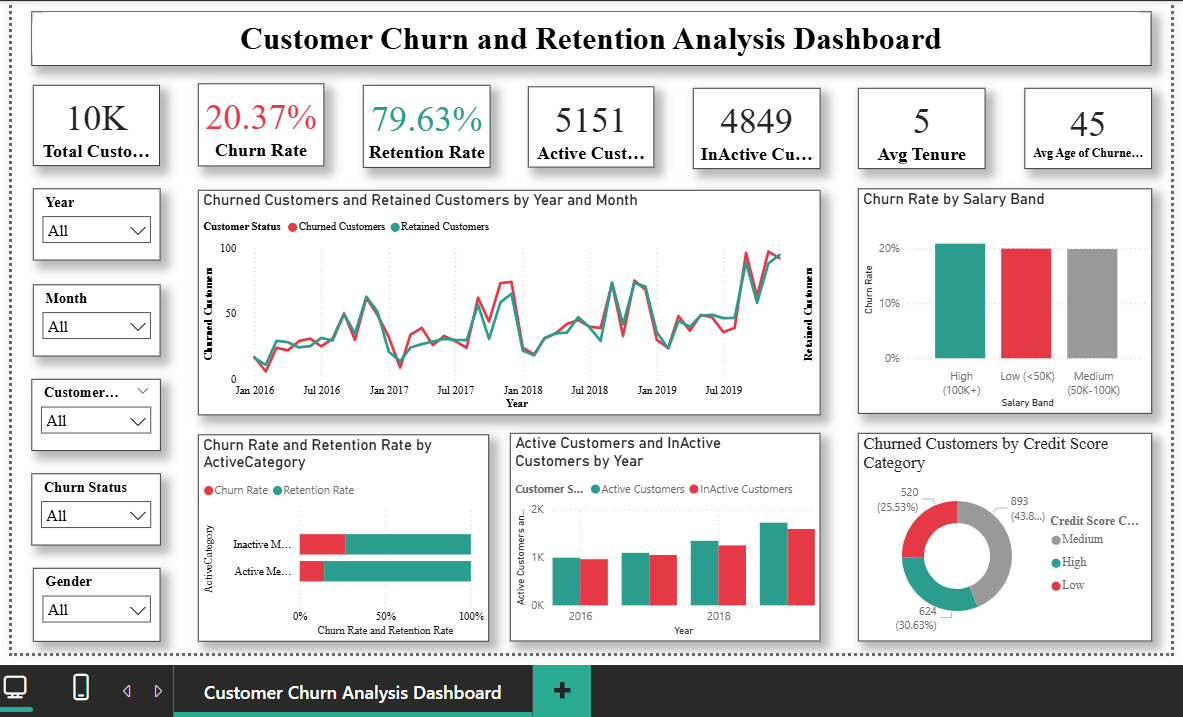 Customer Churn and Retention Analysis Dashboard
10K
Total Custo...
20.37%
Churn Rate
79.63%
Retention Rate
5151
Active Cust...
4849
InActive Cu...
5
Avg Tenure
45
Avg Age of Churne...
Year
All
Month
All
Customer...
All
Churn Status
All
Gender
All
Churned Customers and Retained Customers by Year and Month
Customer Status Churned Customers Retained Customers
Churned Customers
100
50
0
Retained Customers
Jan 2016 Jul 2016 Jan 2017 Jul 2017 Jan 2018 Jul 2018 Jan 2019 Jul 2019
Year
Churn Rate by Salary Band
Churn Rate
20%
10%
0%
High
(100K+)
Low (<50K)
Medium
(50K-100K)
Salary Band
Churn Rate and Retention Rate by
ActiveCategory
Churn Rate Retention Rate
ActiveCategory
Inactive M...
Active Me...
0% 50% 100%
Churn Rate and Retention Rate
Active Customers and InActive
Customers by Year
Customer S... Active Customers InActive Customers
Active Customers an...
2K
1K
0K
2016 2018
Year
Churned Customers by Credit Score
Category
520
(25.53%)
893
(43.8...)
624
(30.63%)
Credit Score C...
Medium
High
Low
Customer Churn Analysis Dashboard